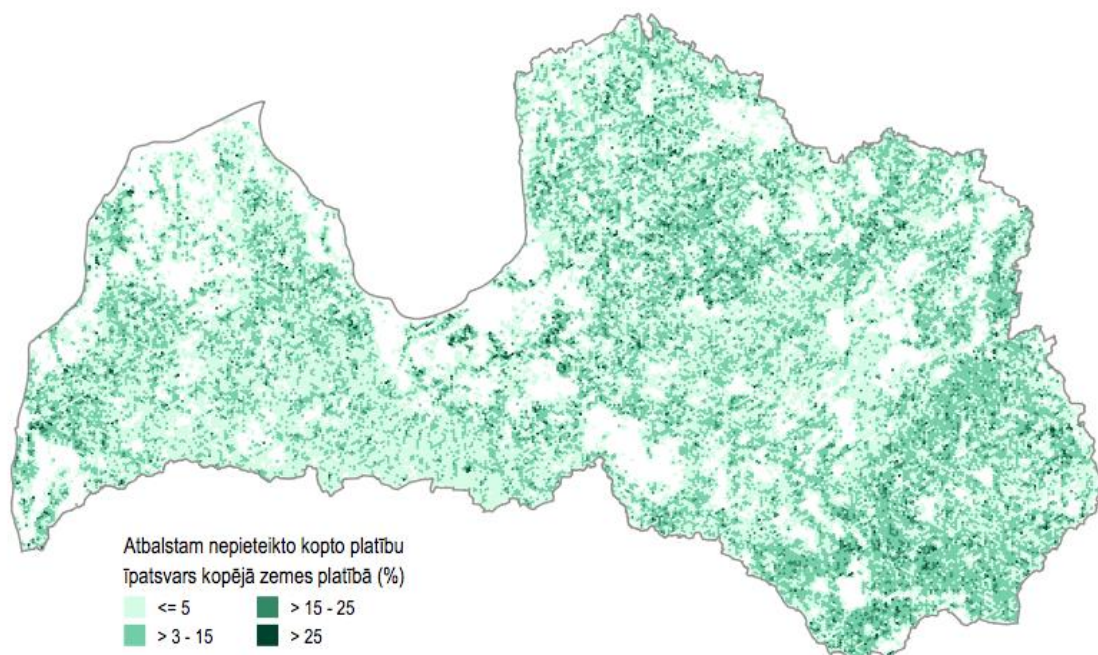 Atbalstam nepieteikto kopto platību
īpatsvars kopējā zemes platībā (%)
<= 5 > 15 - 25
> 3 - 15 > 25